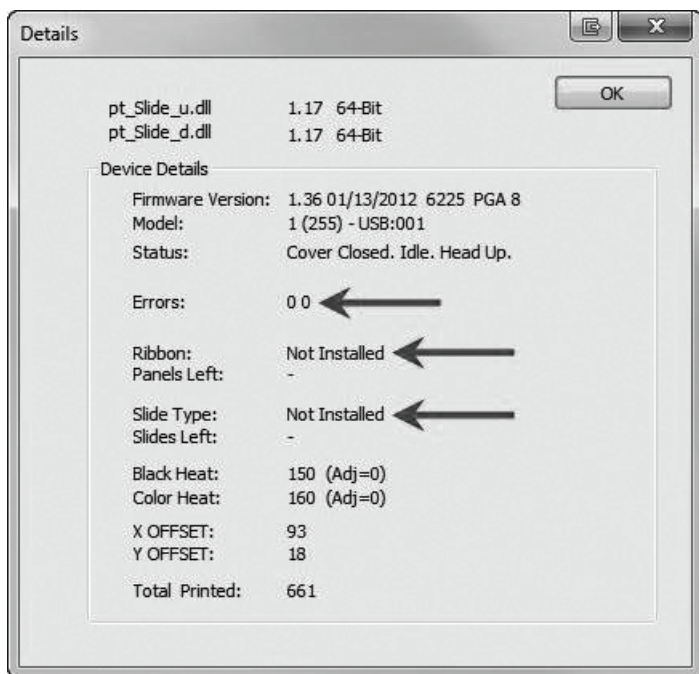 Details
OK
pt_Slide_u.dll 1.17 64-Bit
pt_Slide_d.dll 1.17 64-Bit
Device Details
Firmware Version: 1.36 01/13/2012 6225 PGA 8
Model: 1 (255) - USB:001
Status: Cover Closed. Idle. Head Up.
Errors: 0 0
Ribbon: Not Installed
Panels Left: -
Slide Type: Not Installed
Slides Left: -
Black Heat: 150 (Adj=0)
Color Heat: 160 (Adj=0)
X OFFSET: 93
Y OFFSET: 18
Total Printed: 661